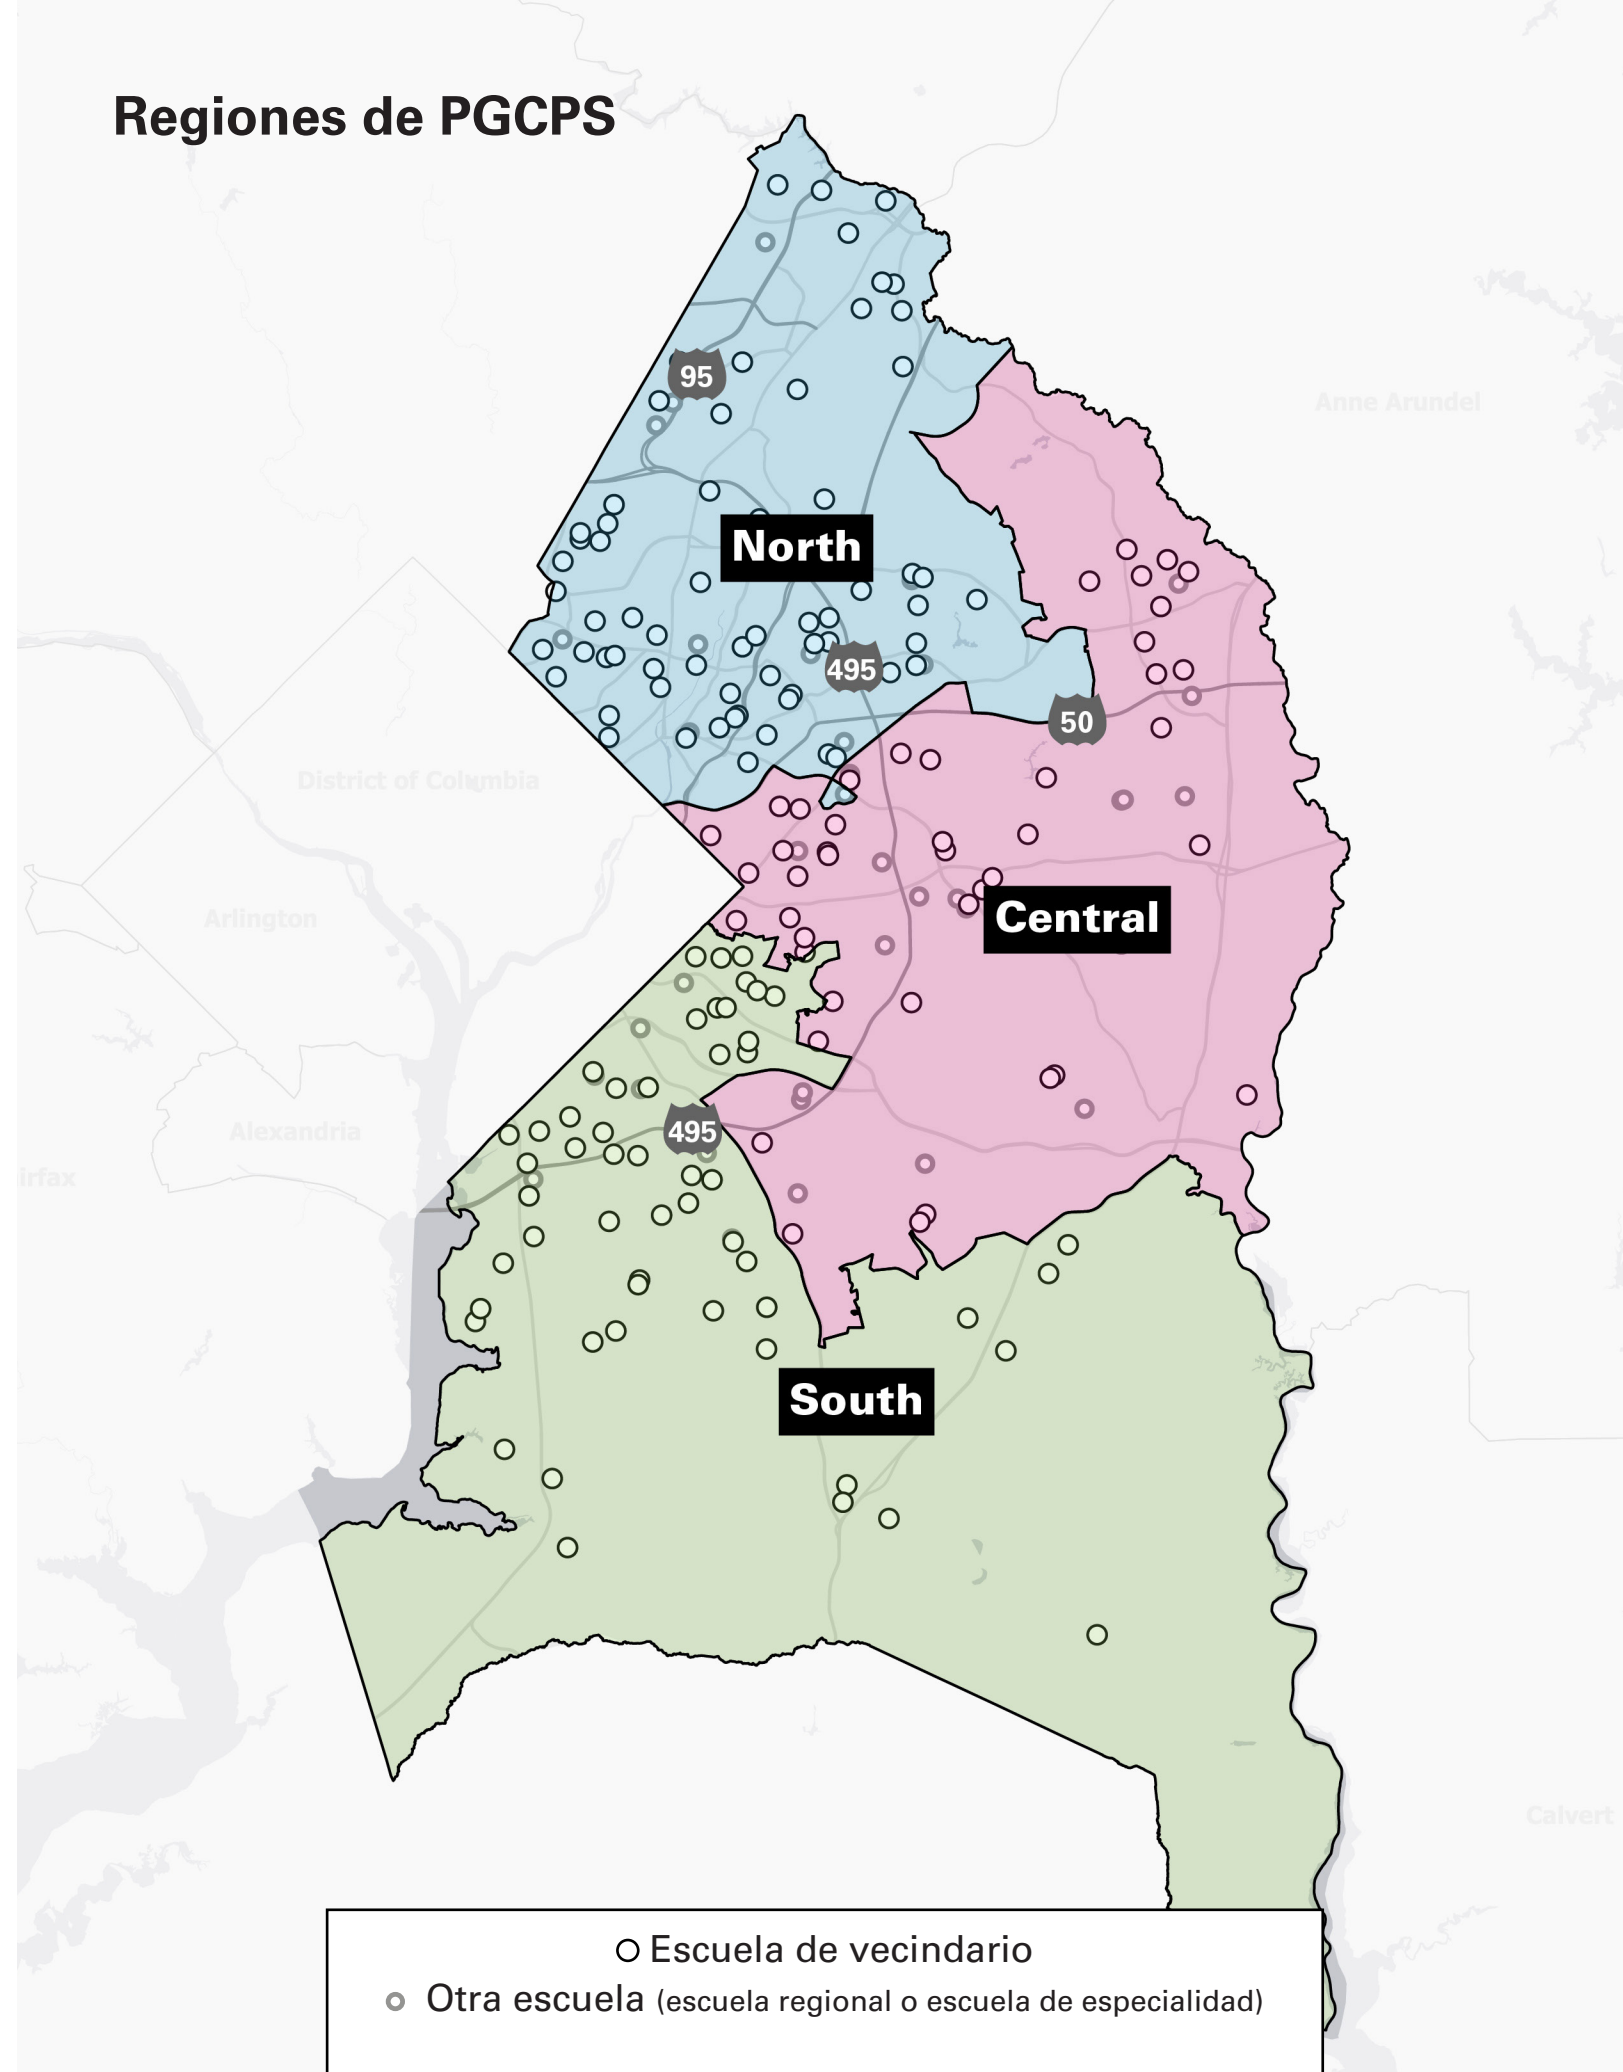 Regiones de PGCPS
95
Anne Arundel
North
495
50
District of Columbia
Arlington
Central
Alexandria
495
irfax
South
Calvert
Escuela de vecindario
Otra escuela (escuela regional o escuela de especialidad)